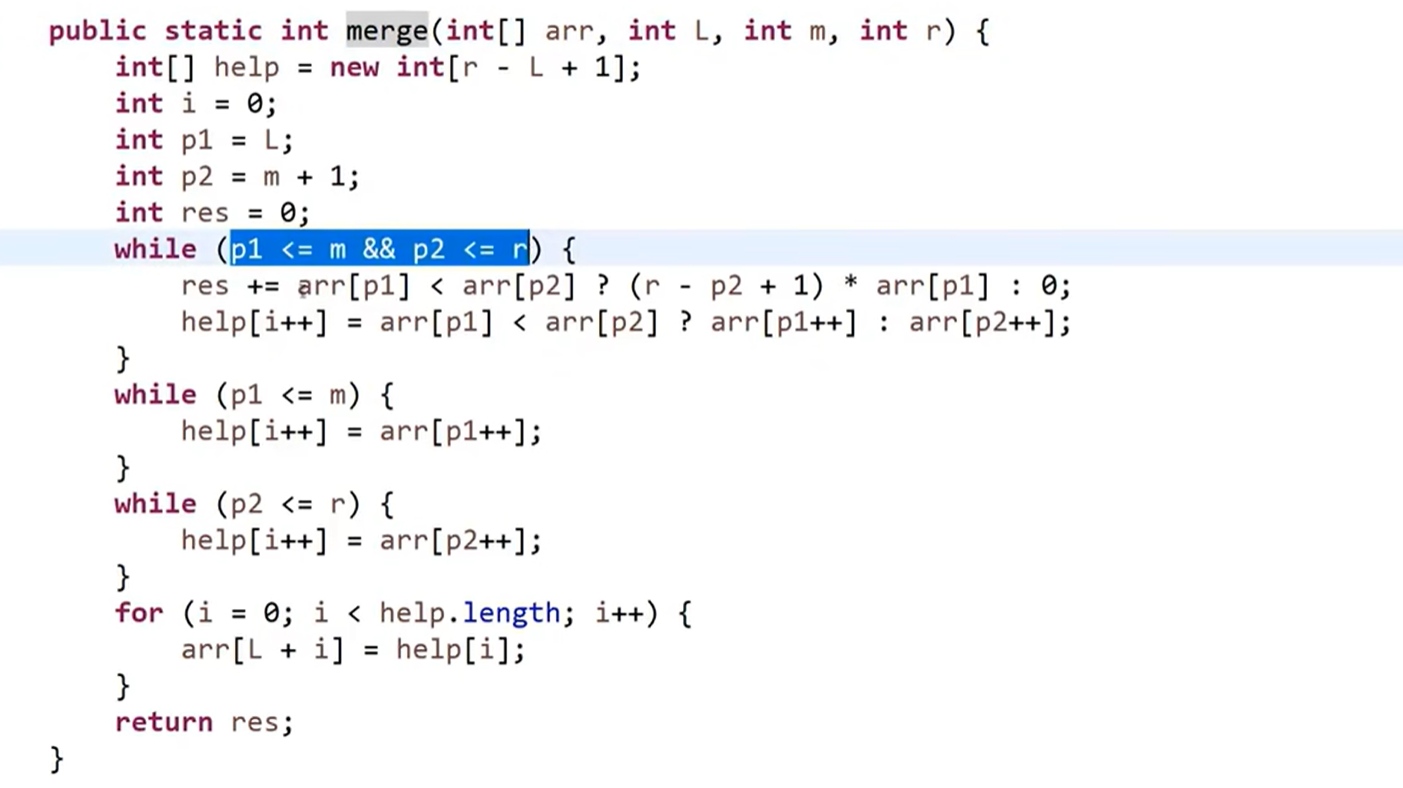 public static int merge(int[] arr, int L, int m, int r) {
    int[] help = new int[r - L + 1];
    int i = 0;
    int p1 = L;
    int p2 = m + 1;
    int res = 0;
    while (p1 <= m && p2 <= r) {
        res += arr[p1] < arr[p2] ? (r - p2 + 1) * arr[p1] : 0;
        help[i++] = arr[p1] < arr[p2] ? arr[p1++] : arr[p2++];
    }
    while (p1 <= m) {
        help[i++] = arr[p1++];
    }
    while (p2 <= r) {
        help[i++] = arr[p2++];
    }
    for (i = 0; i < help.length; i++) {
        arr[L + i] = help[i];
    }
    return res;
}